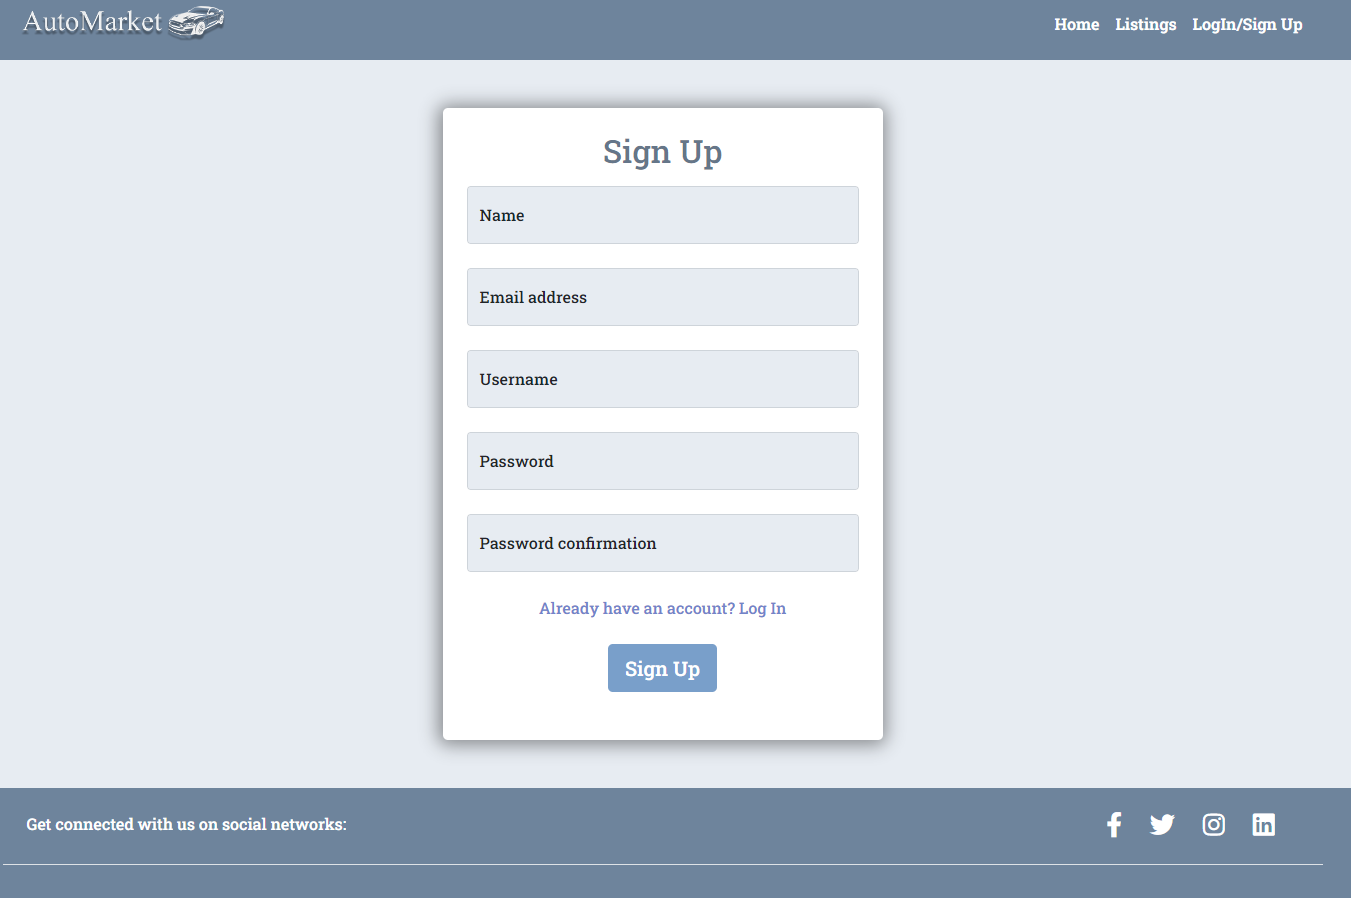 AutoMarket
Home Listings LogIn/Sign Up
Sign Up
Name
Email address
Username
Password
Password confirmation
Already have an account? Log In
Sign Up
Get connected with us on social networks: